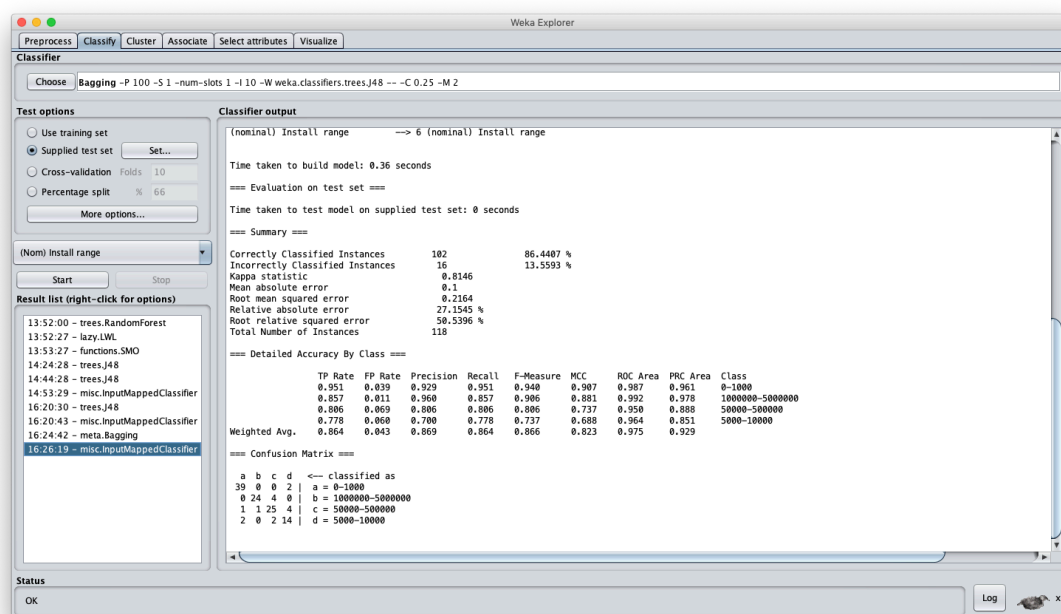 Weka Explorer
Preprocess Classify Cluster Associate Select attributes Visualize
Classifier
Choose Bagging -P 100 -S 1 -num-slots 1 -I 10 -W weka.classifiers.trees.J48 -- -C 0.25 -M 2
Test options
Use training set
Supplied test set Set...
Cross-validation Folds 10
Percentage split % 66
More options...
(Nom) Install range
Start Stop
Result list (right-click for options)
13:52:00 - trees.RandomForest
13:52:27 - lazy.LWL
13:53:27 - functions.SMO
14:24:28 - trees.J48
14:44:28 - trees.J48
14:53:29 - misc.InputMappedClassifier
16:20:30 - trees.J48
16:20:43 - misc.InputMappedClassifier
16:24:42 - meta.Bagging
16:26:19 - misc.InputMappedClassifier
Classifier output
(nominal) Install range --> 6 (nominal) Install range
Time taken to build model: 0.36 seconds
=== Evaluation on test set ===
Time taken to test model on supplied test set: 0 seconds
=== Summary ===
Correctly Classified Instances 102 86.4407 %
Incorrectly Classified Instances 16 13.5593 %
Kappa statistic 0.8146
Mean absolute error 0.1
Root mean squared error 0.2164
Relative absolute error 27.1545 %
Root relative squared error 50.5396 %
Total Number of Instances 118
=== Detailed Accuracy By Class ===
TP Rate FP Rate Precision Recall F-Measure MCC ROC Area PRC Area Class
0.951 0.039 0.929 0.951 0.940 0.907 0.987 0.961 0-1000
0.857 0.011 0.960 0.857 0.906 0.881 0.992 0.978 1000000-5000000
0.806 0.069 0.806 0.806 0.806 0.737 0.950 0.888 50000-500000
0.778 0.060 0.700 0.778 0.737 0.688 0.964 0.851 5000-10000
Weighted Avg. 0.864 0.043 0.869 0.864 0.866 0.823 0.975 0.929
=== Confusion Matrix ===
a b c d <-- classified as
39 0 0 2 | a = 0-1000
0 24 4 0 | b = 1000000-5000000
1 1 25 4 | c = 50000-500000
2 0 2 14 | d = 5000-10000
Status
OK
Log
x